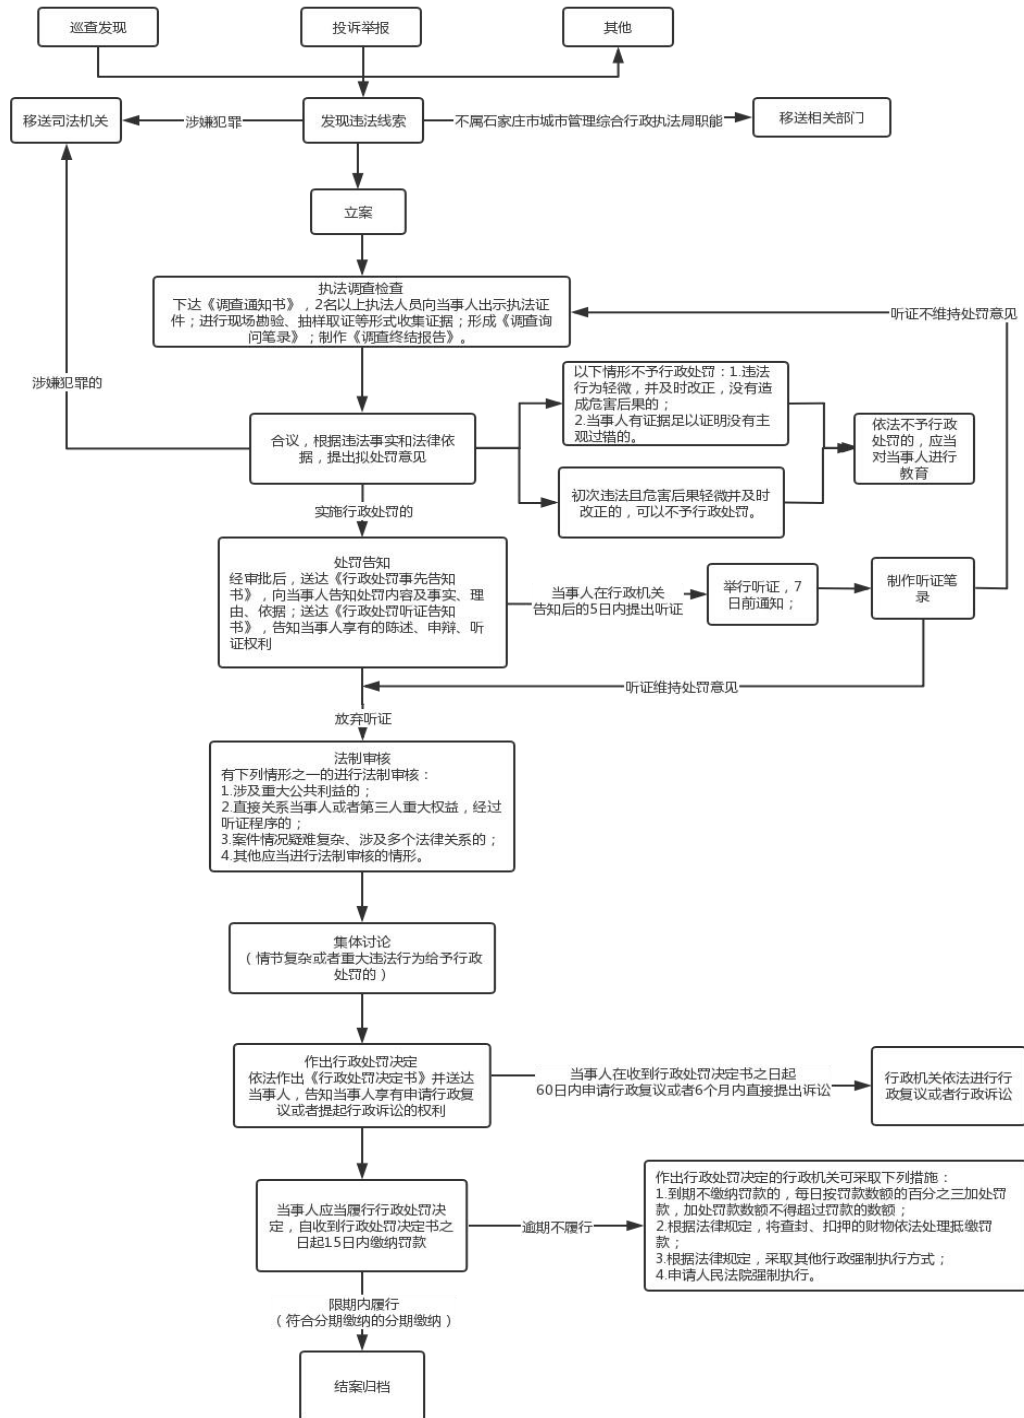 巡查发现
投诉举报
其他
移送司法机关
涉嫌犯罪
发现违法线索
不属石家庄市城市管理综合行政执法局职能
移送相关部门
立案
执法调查检查
下达《调查通知书》，2名以上执法人员向当事人出示执法证
件；进行现场勘验、抽样取证等形式收集证据；形成《调查询
问笔录》；制作《调查终结报告》。
听证不维持处罚意见
涉嫌犯罪的
以下情形不予行政处罚：1.违法
行为轻微，并及时改正，没有造
成危害后果的；
2.当事人有证据足以证明没有主
观过错的。
合议，根据违法事实和法律依
据，提出拟处罚意见
依法不予行政
处罚的，应当
对当事人进行
教育
初次违法且危害后果轻微并及时
改正的，可以不予行政处罚。
实施行政处罚的
处罚告知
经审批后，送达《行政处罚事先告知
书》，向当事人告知处罚内容及事实、理
由、依据；送达《行政处罚听证告知
书》，告知当事人享有的陈述、申辩、听
证权利
当事人在行政机关
告知后的5日内提出听证
举行听证，7
日前通知；
制作听证笔
录
听证维持处罚意见
放弃听证
法制审核
有下列情形之一的进行法制审核：
1.涉及重大公共利益的；
2.直接关系当事人或者第三人重大权益，经过
听证程序的；
3.案件情况疑难复杂、涉及多个法律关系的；
4.其他应当进行法制审核的情形。
集体讨论
（情节复杂或者重大违法行为给予行政
处罚的）
作出行政处罚决定
依法作出《行政处罚决定书》并送达
当事人，告知当事人享有申请行政复
议或者提起行政诉讼的权利
当事人在收到行政处罚决定书之日起
60日内申请行政复议或者6个月内直接提出诉讼
行政机关依法进行行
政复议或者行政诉讼
当事人应当履行行政处罚决
定，自收到行政处罚决定书之
日起15日内缴纳罚款
逾期不履行
作出行政处罚决定的行政机关可采取下列措施：
1.到期不缴纳罚款的，每日按罚款数额的百分之三加处罚
款，加处罚款数额不得超过罚款的数额；
2.根据法律规定，将查封、扣押的财物依法处理抵缴罚
款；
3.根据法律规定，采取其他行政强制执行方式；
4.申请人民法院强制执行。
限期内履行
（符合分期缴纳的分期缴纳）
结案归档